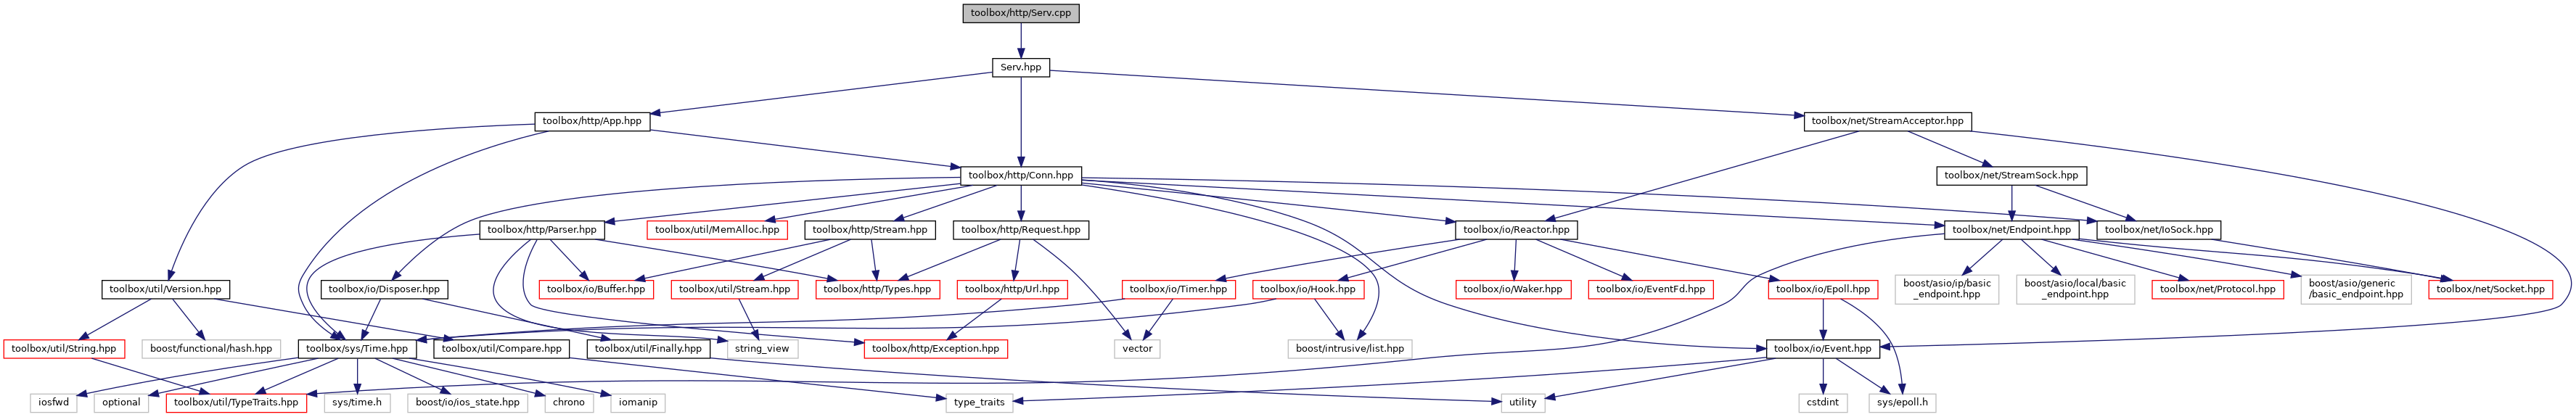 toolbox/http/Serv.cpp
Serv.hpp
toolbox/http/App.hpp
toolbox/net/StreamAcceptor.hpp
toolbox/http/Conn.hpp
toolbox/net/StreamSock.hpp
toolbox/http/Parser.hpp
toolbox/util/MemAlloc.hpp
toolbox/http/Stream.hpp
toolbox/http/Request.hpp
toolbox/io/Reactor.hpp
toolbox/net/Endpoint.hpp
toolbox/net/IoSock.hpp
toolbox/util/Version.hpp
toolbox/io/Disposer.hpp
toolbox/io/Buffer.hpp
toolbox/util/Stream.hpp
toolbox/http/Types.hpp
toolbox/http/Url.hpp
toolbox/io/Timer.hpp
toolbox/io/Hook.hpp
toolbox/io/Waker.hpp
toolbox/io/EventFd.hpp
toolbox/io/Epoll.hpp
boost/asio/ip/basic
_endpoint.hpp
boost/asio/local/basic
_endpoint.hpp
toolbox/net/Protocol.hpp
boost/asio/generic
/basic_endpoint.hpp
toolbox/net/Socket.hpp
toolbox/util/String.hpp
boost/functional/hash.hpp
toolbox/sys/Time.hpp
toolbox/util/Compare.hpp
toolbox/util/Finally.hpp
string_view
toolbox/http/Exception.hpp
vector
boost/intrusive/list.hpp
toolbox/io/Event.hpp
iosfwd
optional
toolbox/util/TypeTraits.hpp
sys/time.h
boost/io/ios_state.hpp
chrono
iomanip
type_traits
utility
cstdint
sys/epoll.h